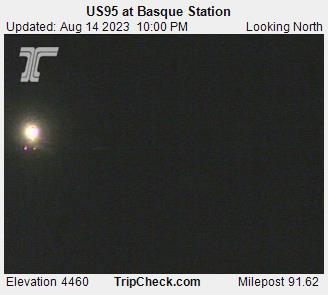 US95 at Basque Station
Updated: Aug 14 2023 10:00 PM Looking North
Elevation 4460 TripCheck.com Milepost 91.62